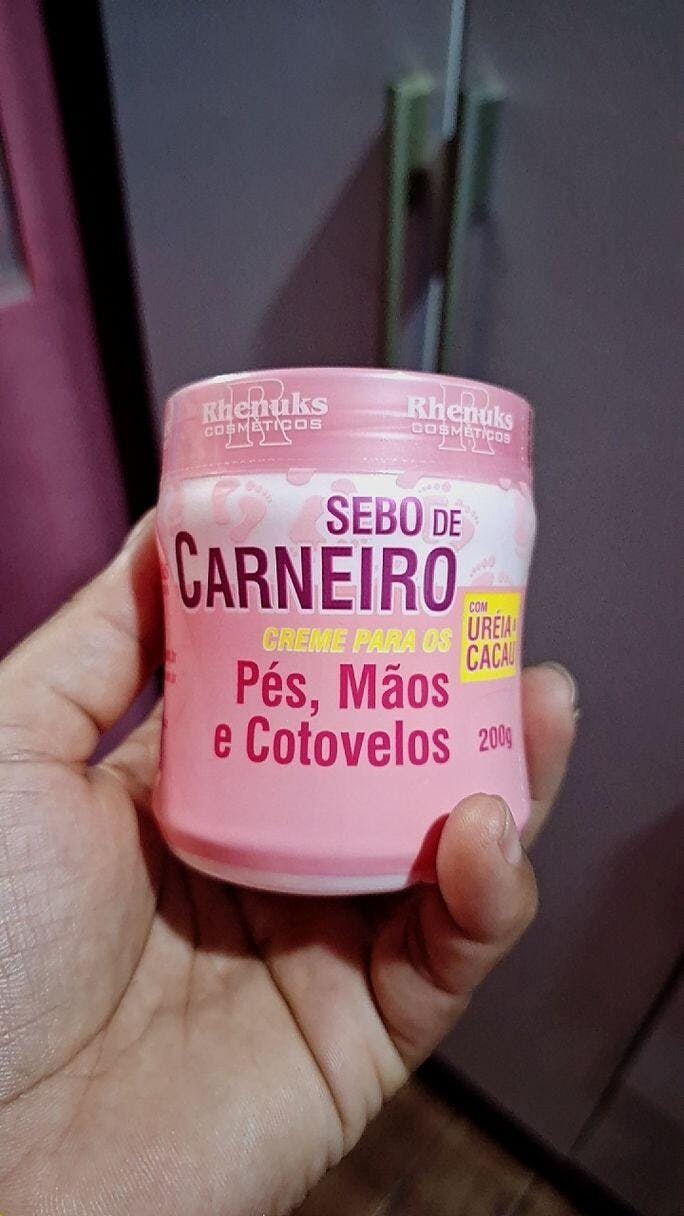 Rhenuks
COSMÉTICOS
Rhenuks
COSMÉTICOS
SEBO DE
CARNEIRO
CREME PARA OS
Pés, Mãos
e Cotovelos
COM
URÉIA e
CACAU
200g